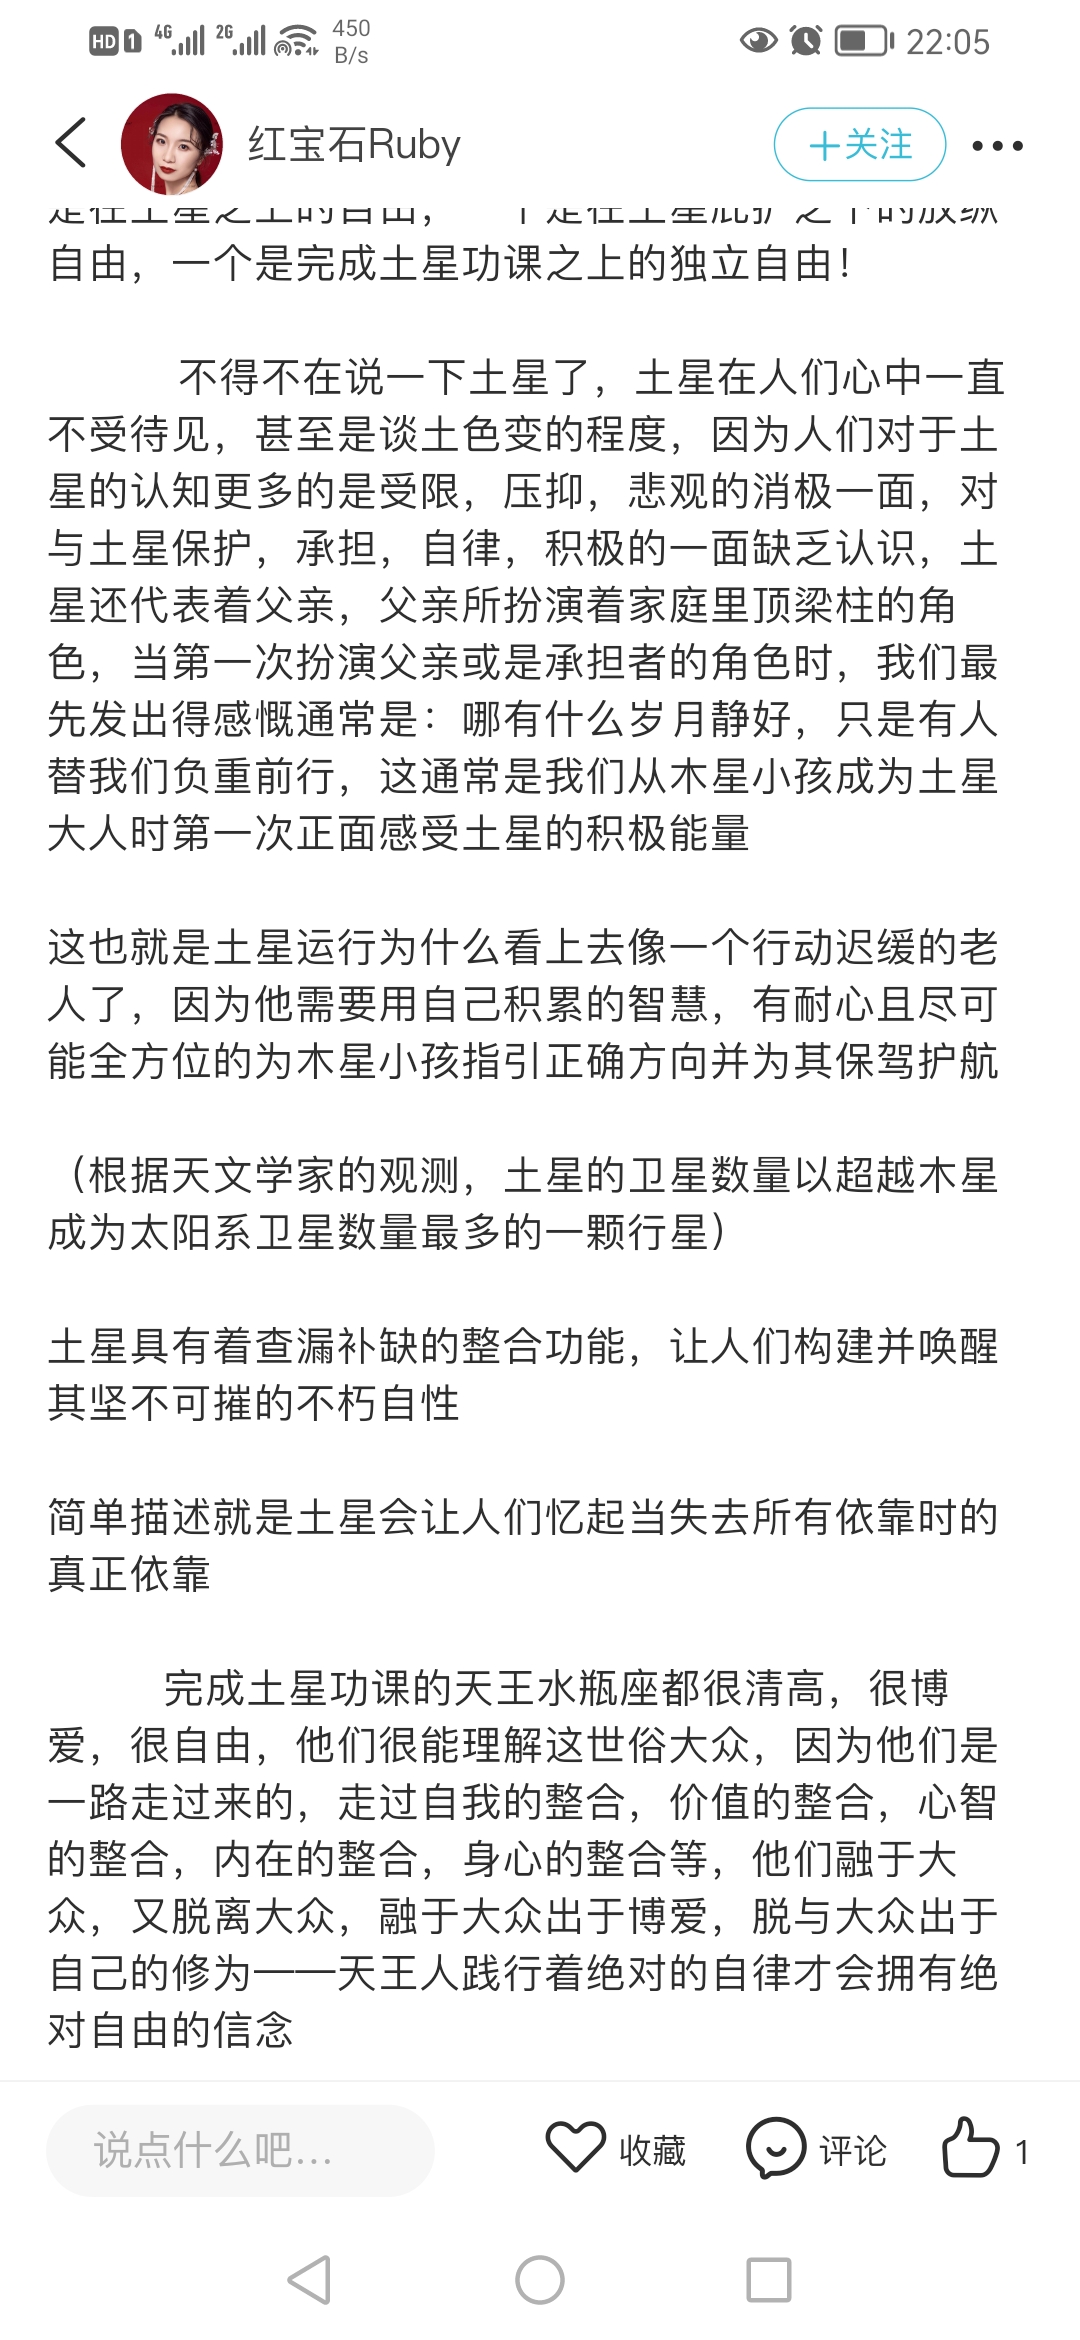 HD 1 4G 2G 450 B/s 22:05
红宝石Ruby
＋关注
是在土星之上的自由，一个是在土星庇护之下的放纵
自由，一个是完成土星功课之上的独立自由！
不得不在说一下土星了，土星在人们心中一直
不受待见，甚至是谈土色变的程度，因为人们对于土
星的认知更多的是受限，压抑，悲观的消极一面，对
与土星保护，承担，自律，积极的一面缺乏认识，土
星还代表着父亲，父亲所扮演着家庭里顶梁柱的角
色，当第一次扮演父亲或是承担者的角色时，我们最
先发出得感慨通常是：哪有什么岁月静好，只是有人
替我们负重前行，这通常是我们从木星小孩成为土星
大人时第一次正面感受土星的积极能量
这也就是土星运行为什么看上去像一个行动迟缓的老
人了，因为他需要用自己积累的智慧，有耐心且尽可
能全方位的为木星小孩指引正确方向并为其保驾护航
（根据天文学家的观测，土星的卫星数量以超越木星
成为太阳系卫星数量最多的一颗行星）
土星具有着查漏补缺的整合功能，让人们构建并唤醒
其坚不可摧的不朽自性
简单描述就是土星会让人们忆起当失去所有依靠时的
真正依靠
完成土星功课的天王水瓶座都很清高，很博
爱，很自由，他们很能理解这世俗大众，因为他们是
一路走过来的，走过自我的整合，价值的整合，心智
的整合，内在的整合，身心的整合等，他们融于大
众，又脱离大众，融于大众出于博爱，脱与大众出于
自己的修为——天王人践行着绝对的自律才会拥有绝
对自由的信念
说点什么吧...
收藏
评论
1